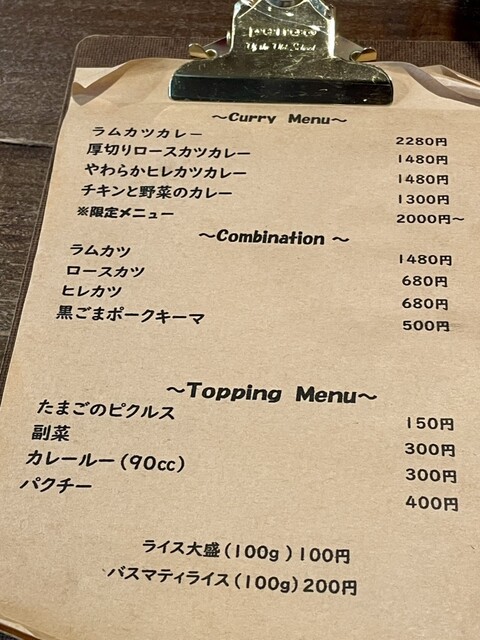 of the Old School
～Curry Menu～
ラムカツカレー 2280円
厚切りロースカツカレー 1480円
やわらかヒレカツカレー 1480円
チキンと野菜のカレー 1300円
※限定メニュー 2000円～
～Combination ～
ラムカツ 1480円
ロースカツ 680円
ヒレカツ 680円
黒ごまポークキーマ 500円
～Topping Menu～
たまごのピクルス 150円
副菜 300円
カレールー(90cc) 300円
パクチー 400円
ライス大盛(100g )100円
バスマティライス(100g)200円